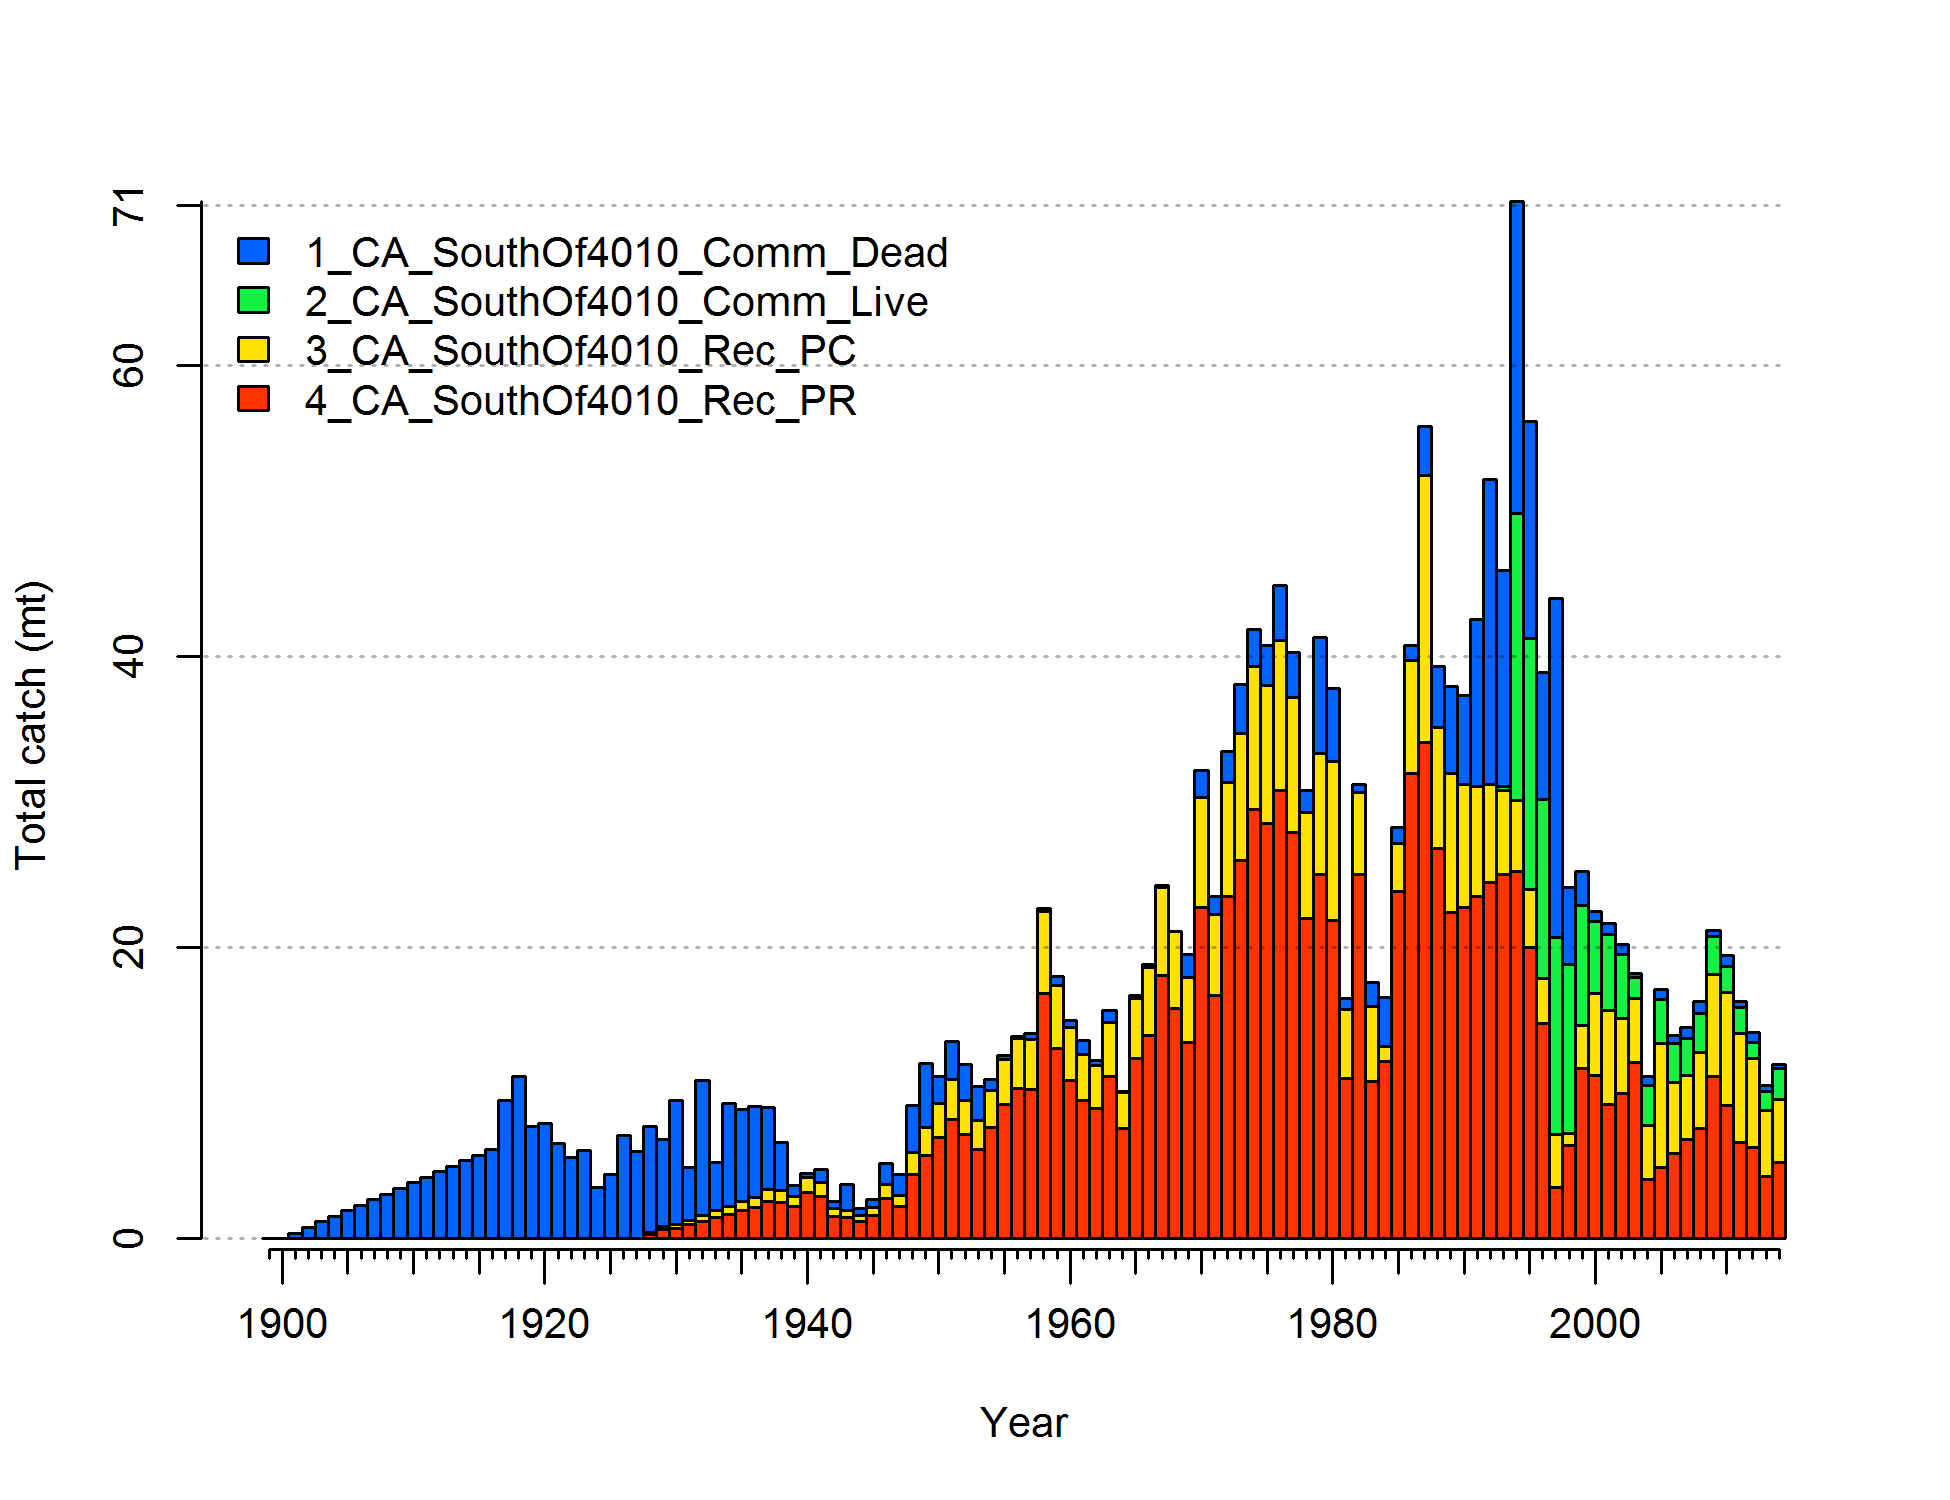 71
60
40
20
0
Total catch (mt)
1_CA_SouthOf4010_Comm_Dead
2_CA_SouthOf4010_Comm_Live
3_CA_SouthOf4010_Rec_PC
4_CA_SouthOf4010_Rec_PR
1900 1920 1940 1960 1980 2000
Year